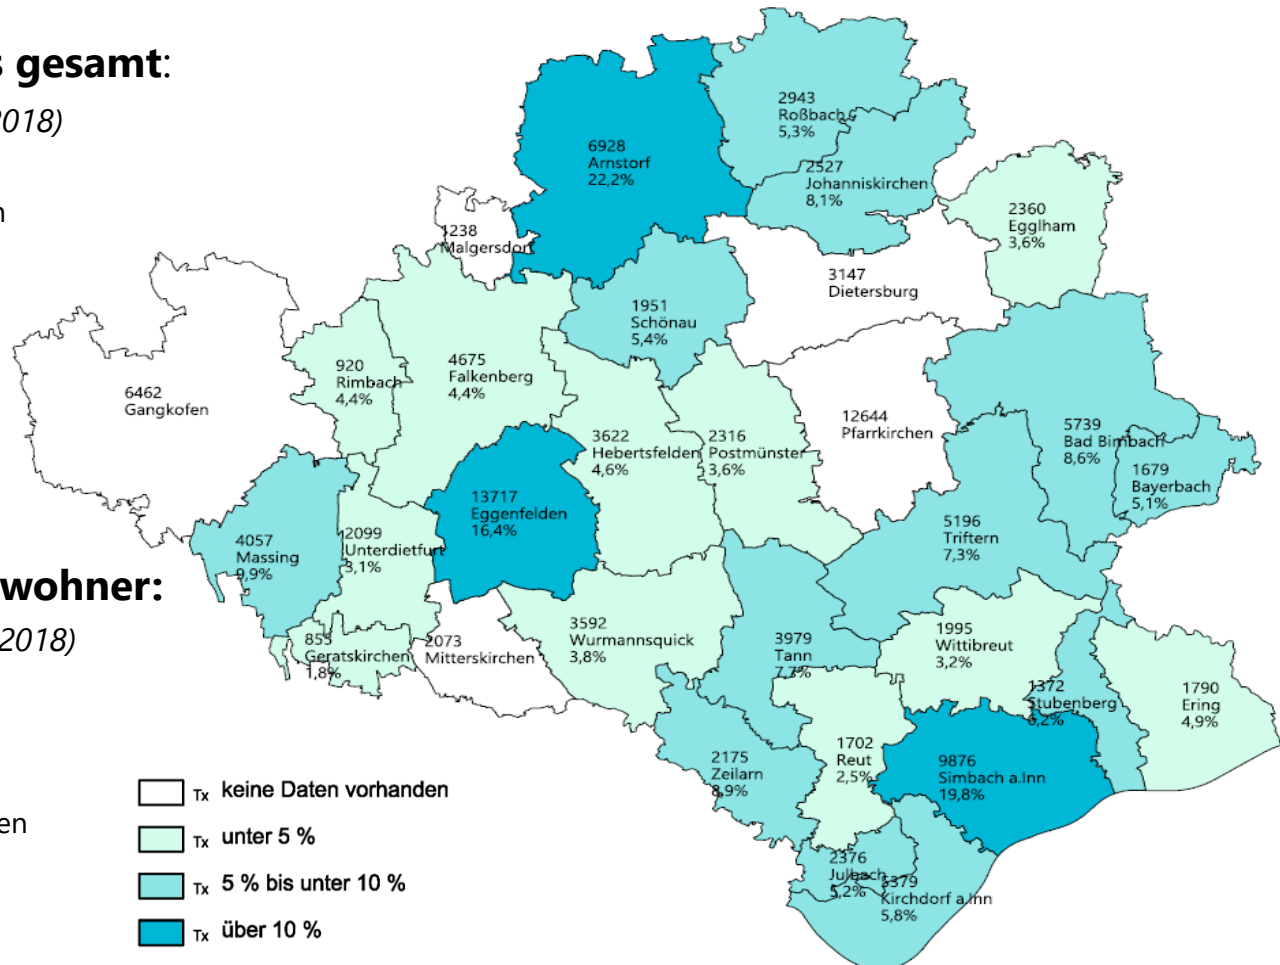 s gesamt:
2018)
n
wohner:
2018)
en
6928
Arnstorf
22,2%
2943
Roßbach
5,3%
2527
Johanniskirchen
8,1%
2360
Egglham
3,6%
1238
Malgersdorf
3147
Dietersburg
1951
Schönau
5,4%
6462
Gangkofen
920
Rimbach
4,4%
4675
Falkenberg
4,4%
3622
Hebertsfelden
4,6%
2316
Postmünster
3,6%
12644
Pfarrkirchen
5739
Bad Birnbach
8,6%
1679
Bayerbach
5,1%
13717
Eggenfelden
16,4%
4057
Massing
9,9%
2099
Unterdietfurt
3,1%
5196
Triftern
7,3%
855
Geratskirchen
1,8%
2073
Mitterskirchen
3592
Wurmannsquick
3,8%
3979
Tann
7,7%
1995
Wittibreut
3,2%
1372
Stubenberg
6,2%
1790
Ering
4,9%
2175
Zeilarn
8,9%
1702
Reut
2,5%
9876
Simbach a.Inn
19,8%
2376
Julbach
5,2%
5379
Kirchdorf a.Inn
5,8%
Tx keine Daten vorhanden
Tx unter 5 %
Tx 5 % bis unter 10 %
Tx über 10 %